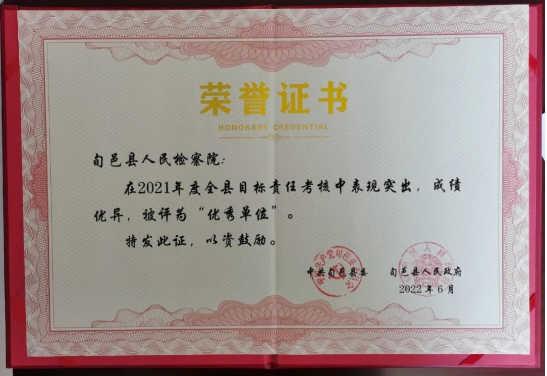 荣誉证书
HONORARY CREDENTIAL
旬邑县人民检察院：
在2021年度全县目标责任考核中表现突出，成绩
优异，被评为“优秀单位”。
特发此证，以资鼓励。
中共旬邑县委 旬邑县人民政府
2022年6月